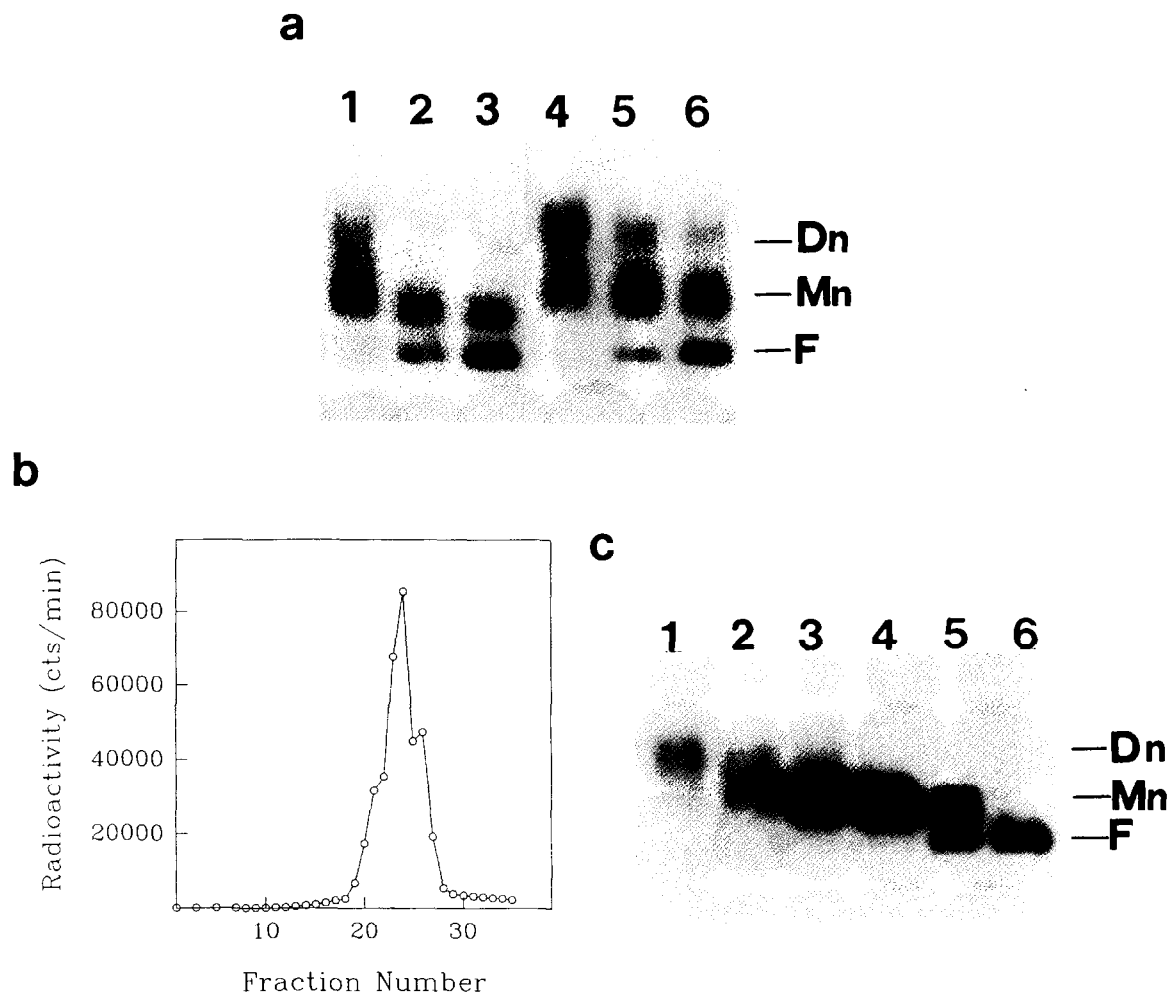 a
1 2 3 4 5 6
Dn
Mn
F
b
Radioactivity (cts/min)
80000
60000
40000
20000
10 20 30
Fraction Number
c
1 2 3 4 5 6
Dn
Mn
F